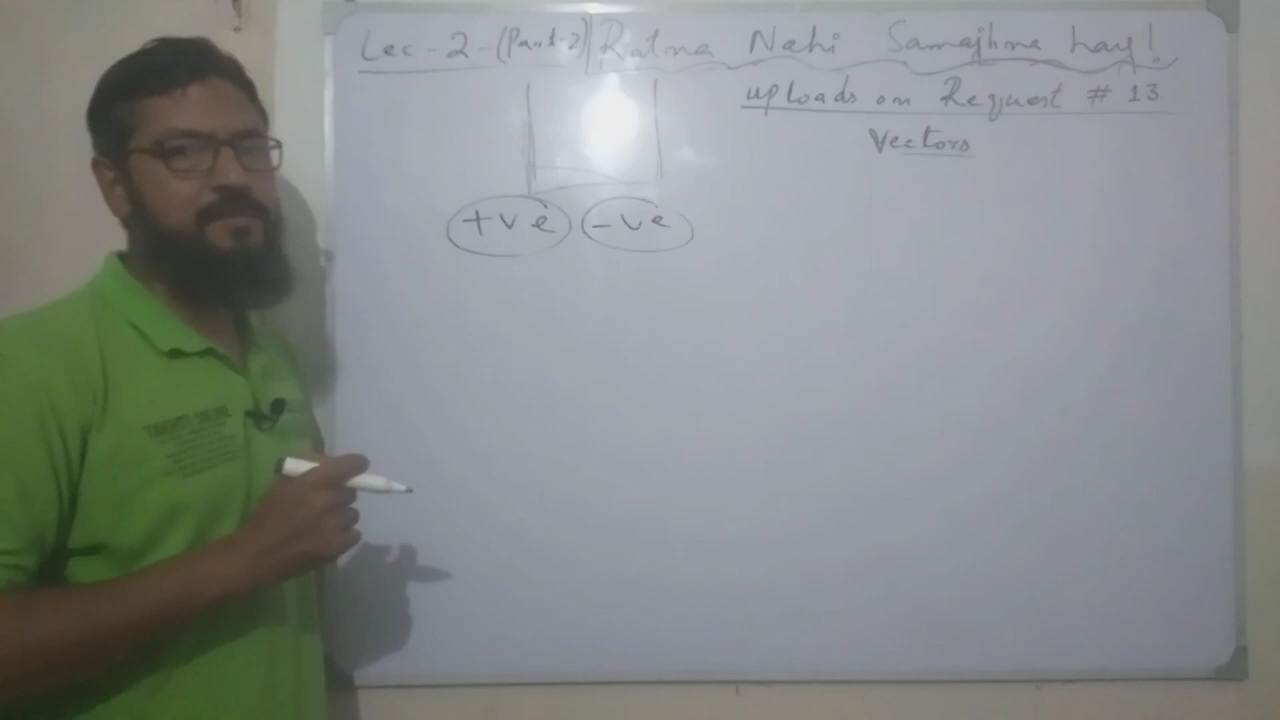 Lec - 2 - (Part-2) Ratna Nahi Samajhna hay!
uploads on Request # 13
Vectors
+ve -ve